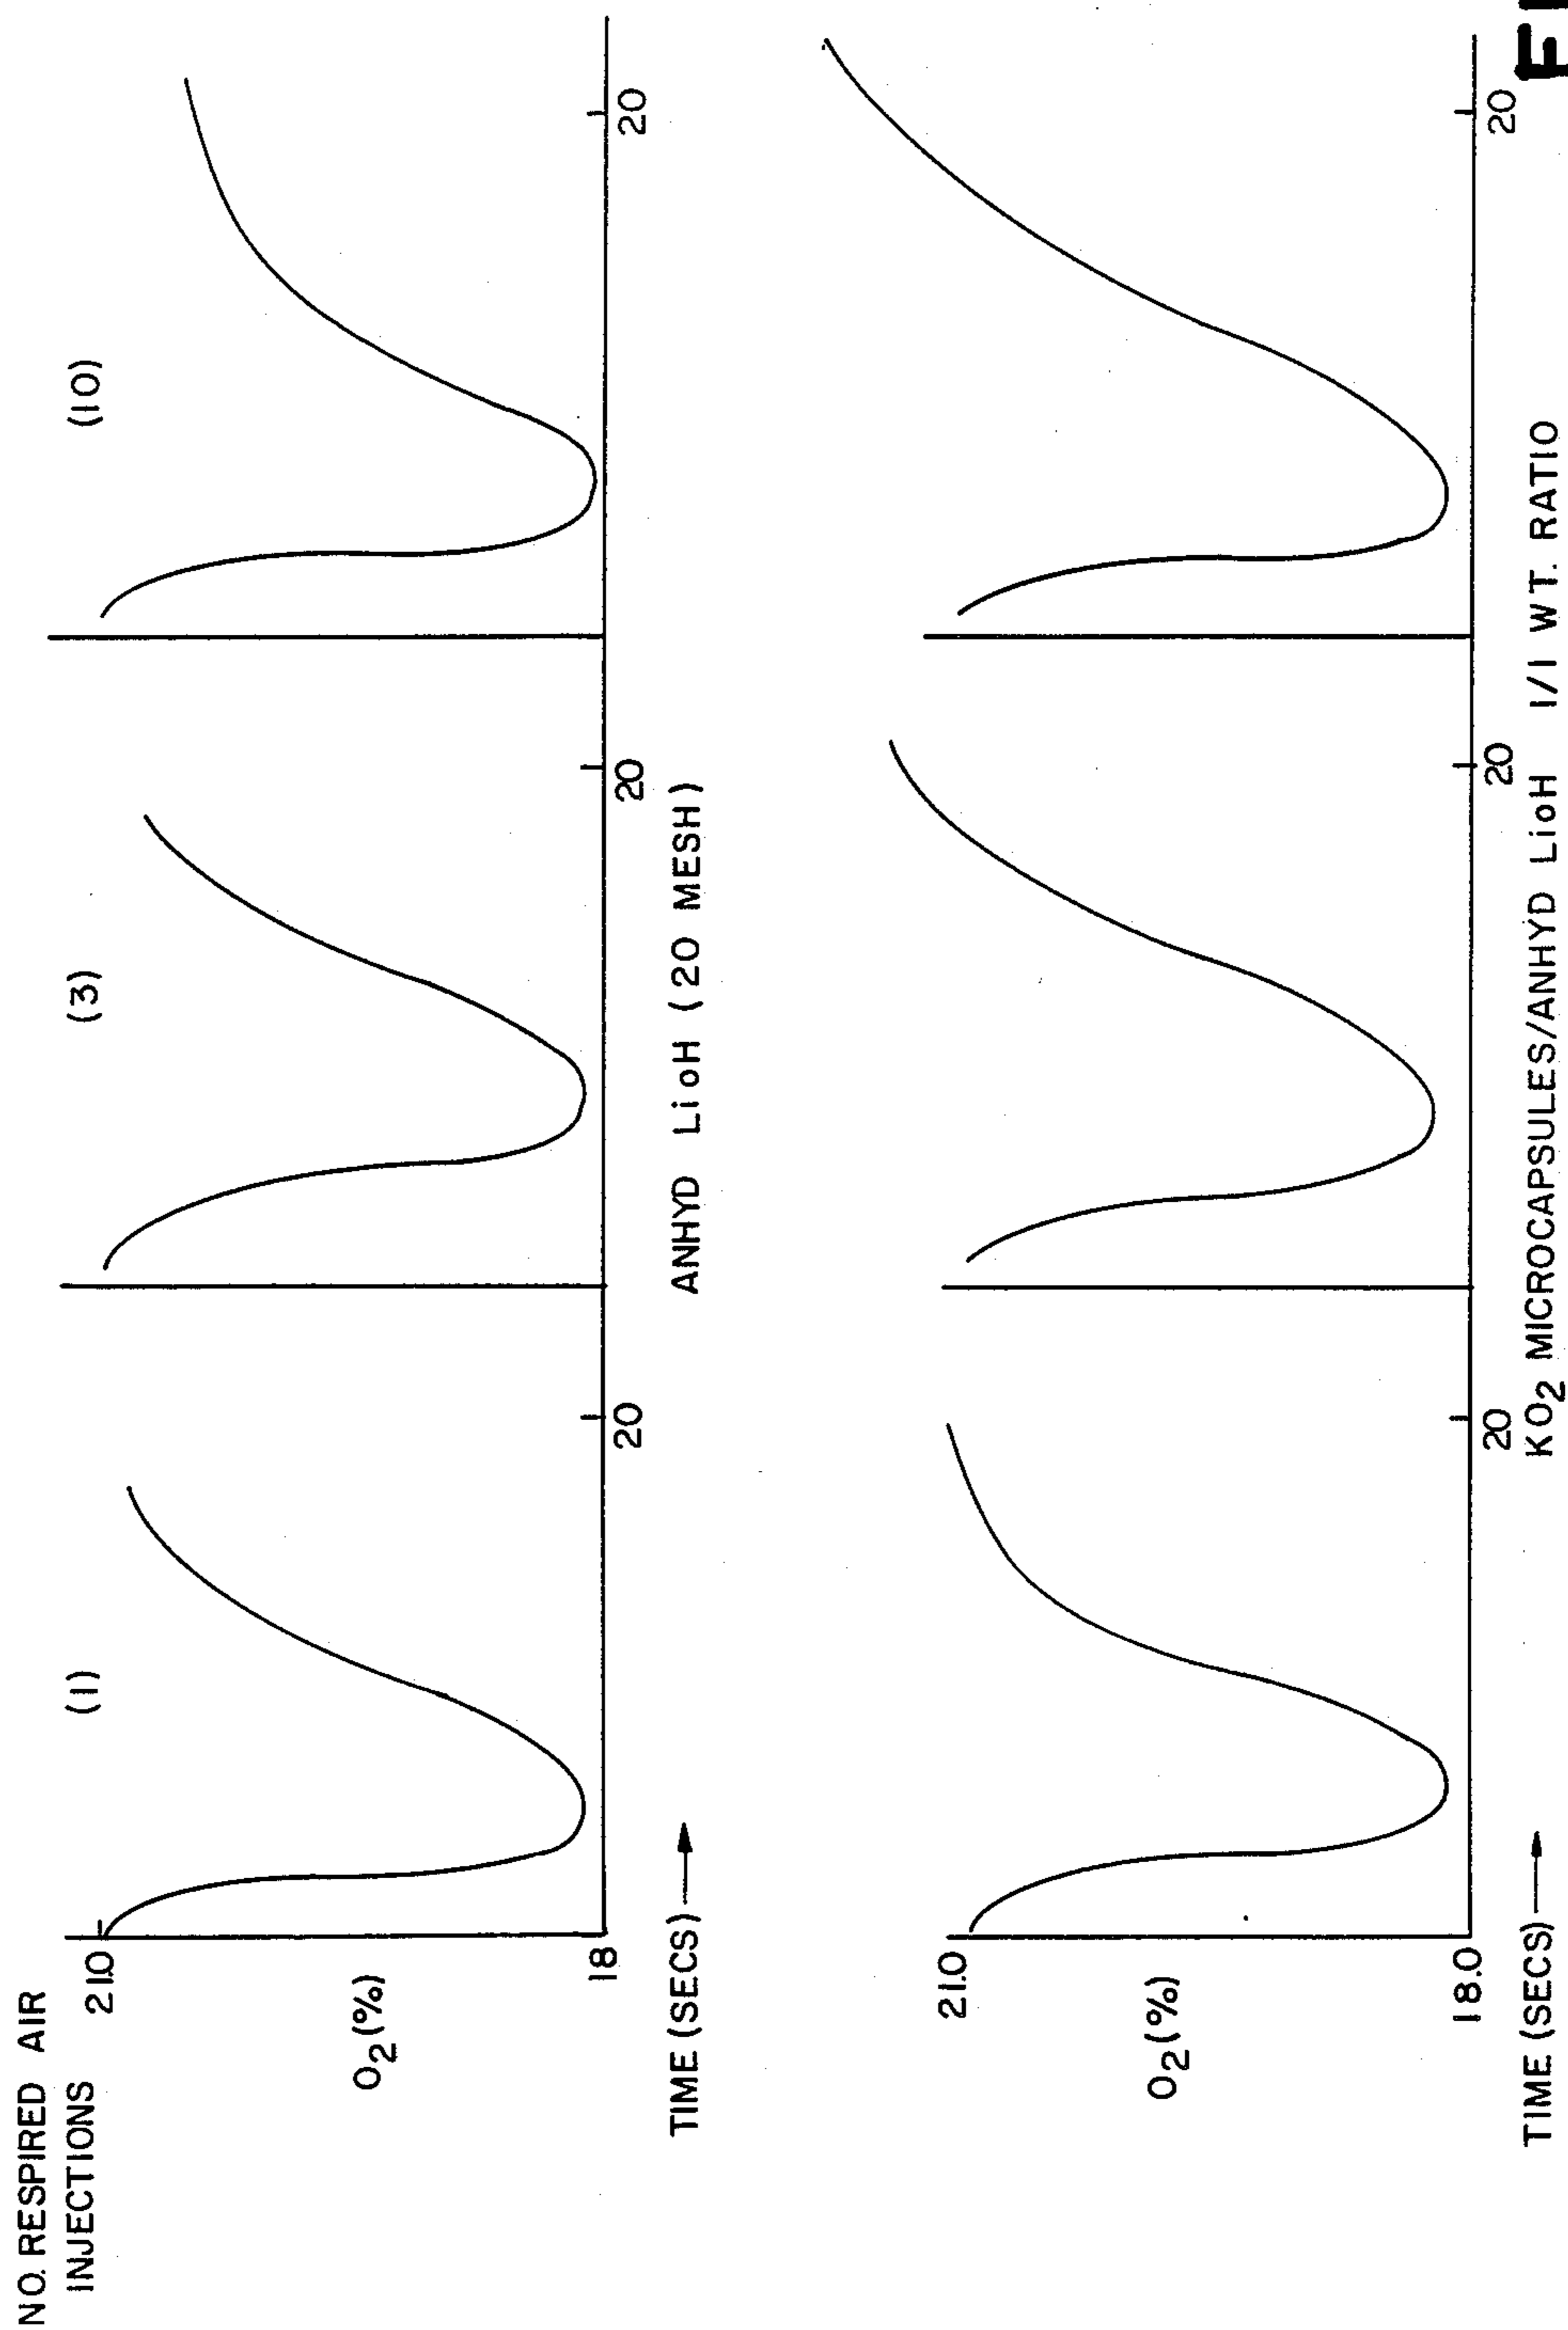 NO. RESPIRED AIR
INJECTIONS
(1)
(3)
(10)
21.0
O2(%)
18
20
20
20
TIME (SECS)
ANHYD LioH (20 MESH)
21.0
O2(%)
18.0
20
20
20
TIME (SECS)
KO2 MICROCAPSULES/ANHYD LioH 1/1 WT. RATIO